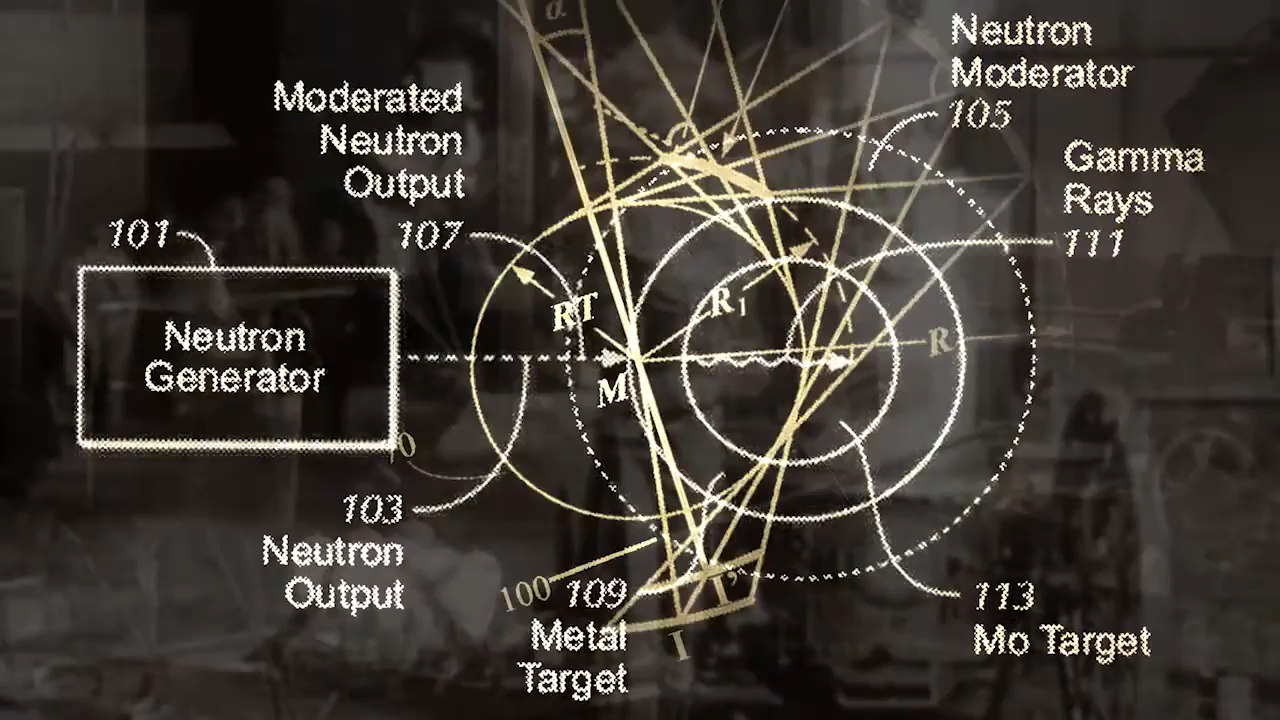 α
Neutron
Moderator
105
Moderated
Neutron
Output
107
Gamma
Rays
111
101
Neutron
Generator
RT
R1
R
M
0
103
Neutron
Output
100
109
Metal
Target
I'
I
113
Mo Target